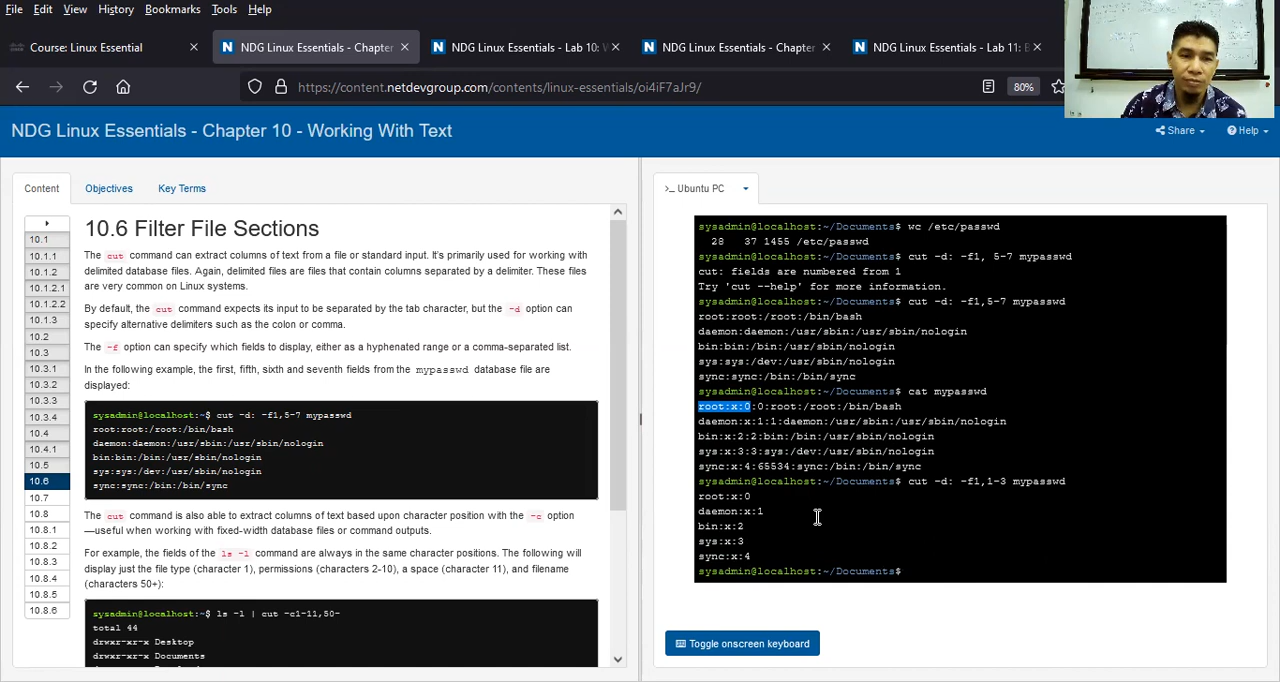 File Edit View History Bookmarks Tools Help
Course: Linux Essential
NDG Linux Essentials - Chapter
NDG Linux Essentials - Lab 10: W
NDG Linux Essentials - Chapter
NDG Linux Essentials - Lab 11: B
https://content.netdevgroup.com/contents/linux-essentials/oi4iF7aJr9/
80%
NDG Linux Essentials - Chapter 10 - Working With Text
Share
Help
Content
Objectives
Key Terms
10.1
10.1.1
10.1.2
10.1.2.1
10.1.2.2
10.1.3
10.2
10.3
10.3.1
10.3.2
10.3.3
10.3.4
10.4
10.4.1
10.5
10.6
10.7
10.8
10.8.1
10.8.2
10.8.3
10.8.4
10.8.5
10.8.6
10.6 Filter File Sections
The cut command can extract columns of text from a file or standard input. It's primarily used for working with
delimited database files. Again, delimited files are files that contain columns separated by a delimiter. These files
are very common on Linux systems.
By default, the cut command expects its input to be separated by the tab character, but the -d option can
specify alternative delimiters such as the colon or comma.
The -f option can specify which fields to display, either as a hyphenated range or a comma-separated list.
In the following example, the first, fifth, sixth and seventh fields from the mypasswd database file are
displayed:
sysadmin@localhost:~$ cut -d: -f1,5-7 mypasswd
root:root:/root:/bin/bash
daemon:daemon:/usr/sbin:/usr/sbin/nologin
bin:bin:/bin:/usr/sbin/nologin
sys:sys:/dev:/usr/sbin/nologin
sync:sync:/bin:/bin/sync
The cut command is also able to extract columns of text based upon character position with the -c option
—useful when working with fixed-width database files or command outputs.
For example, the fields of the ls -l command are always in the same character positions. The following will
display just the file type (character 1), permissions (characters 2-10), a space (character 11), and filename
(characters 50+):
sysadmin@localhost:~$ ls -l | cut -c1-11,50-
total 44
drwxr-xr-x Desktop
drwxr-xr-x Documents
Ubuntu PC
sysadmin@localhost:~/Documents$ wc /etc/passwd
28 37 1455 /etc/passwd
sysadmin@localhost:~/Documents$ cut -d: -f1, 5-7 mypasswd
cut: fields are numbered from 1
Try 'cut --help' for more information.
sysadmin@localhost:~/Documents$ cut -d: -f1,5-7 mypasswd
root:root:/root:/bin/bash
daemon:daemon:/usr/sbin:/usr/sbin/nologin
bin:bin:/bin:/usr/sbin/nologin
sys:sys:/dev:/usr/sbin/nologin
sync:sync:/bin:/bin/sync
sysadmin@localhost:~/Documents$ cat mypasswd
root:x:0:0:root:/root:/bin/bash
daemon:x:1:1:daemon:/usr/sbin:/usr/sbin/nologin
bin:x:2:2:bin:/bin:/usr/sbin/nologin
sys:x:3:3:sys:/dev:/usr/sbin/nologin
sync:x:4:65534:sync:/bin:/bin/sync
sysadmin@localhost:~/Documents$ cut -d: -f1,1-3 mypasswd
root:x:0
daemon:x:1
bin:x:2
sys:x:3
sync:x:4
sysadmin@localhost:~/Documents$
Toggle onscreen keyboard